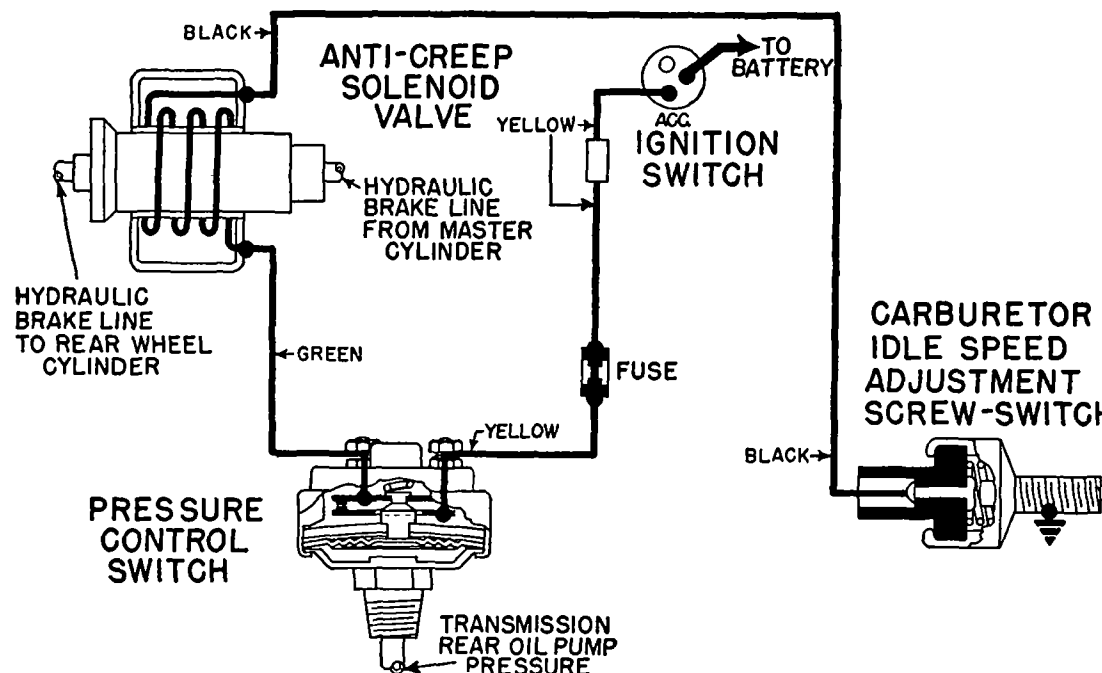 BLACK
ANTI-CREEP
SOLENOID
VALVE
TO
BATTERY
YELLOW
ACC.
IGNITION
SWITCH
HYDRAULIC
BRAKE LINE
FROM MASTER
CYLINDER
HYDRAULIC
BRAKE LINE
TO REAR WHEEL
CYLINDER
GREEN
FUSE
CARBURETOR
IDLE SPEED
ADJUSTMENT
SCREW-SWITCH
YELLOW
BLACK
PRESSURE
CONTROL
SWITCH
TRANSMISSION
REAR OIL PUMP
PRESSURE